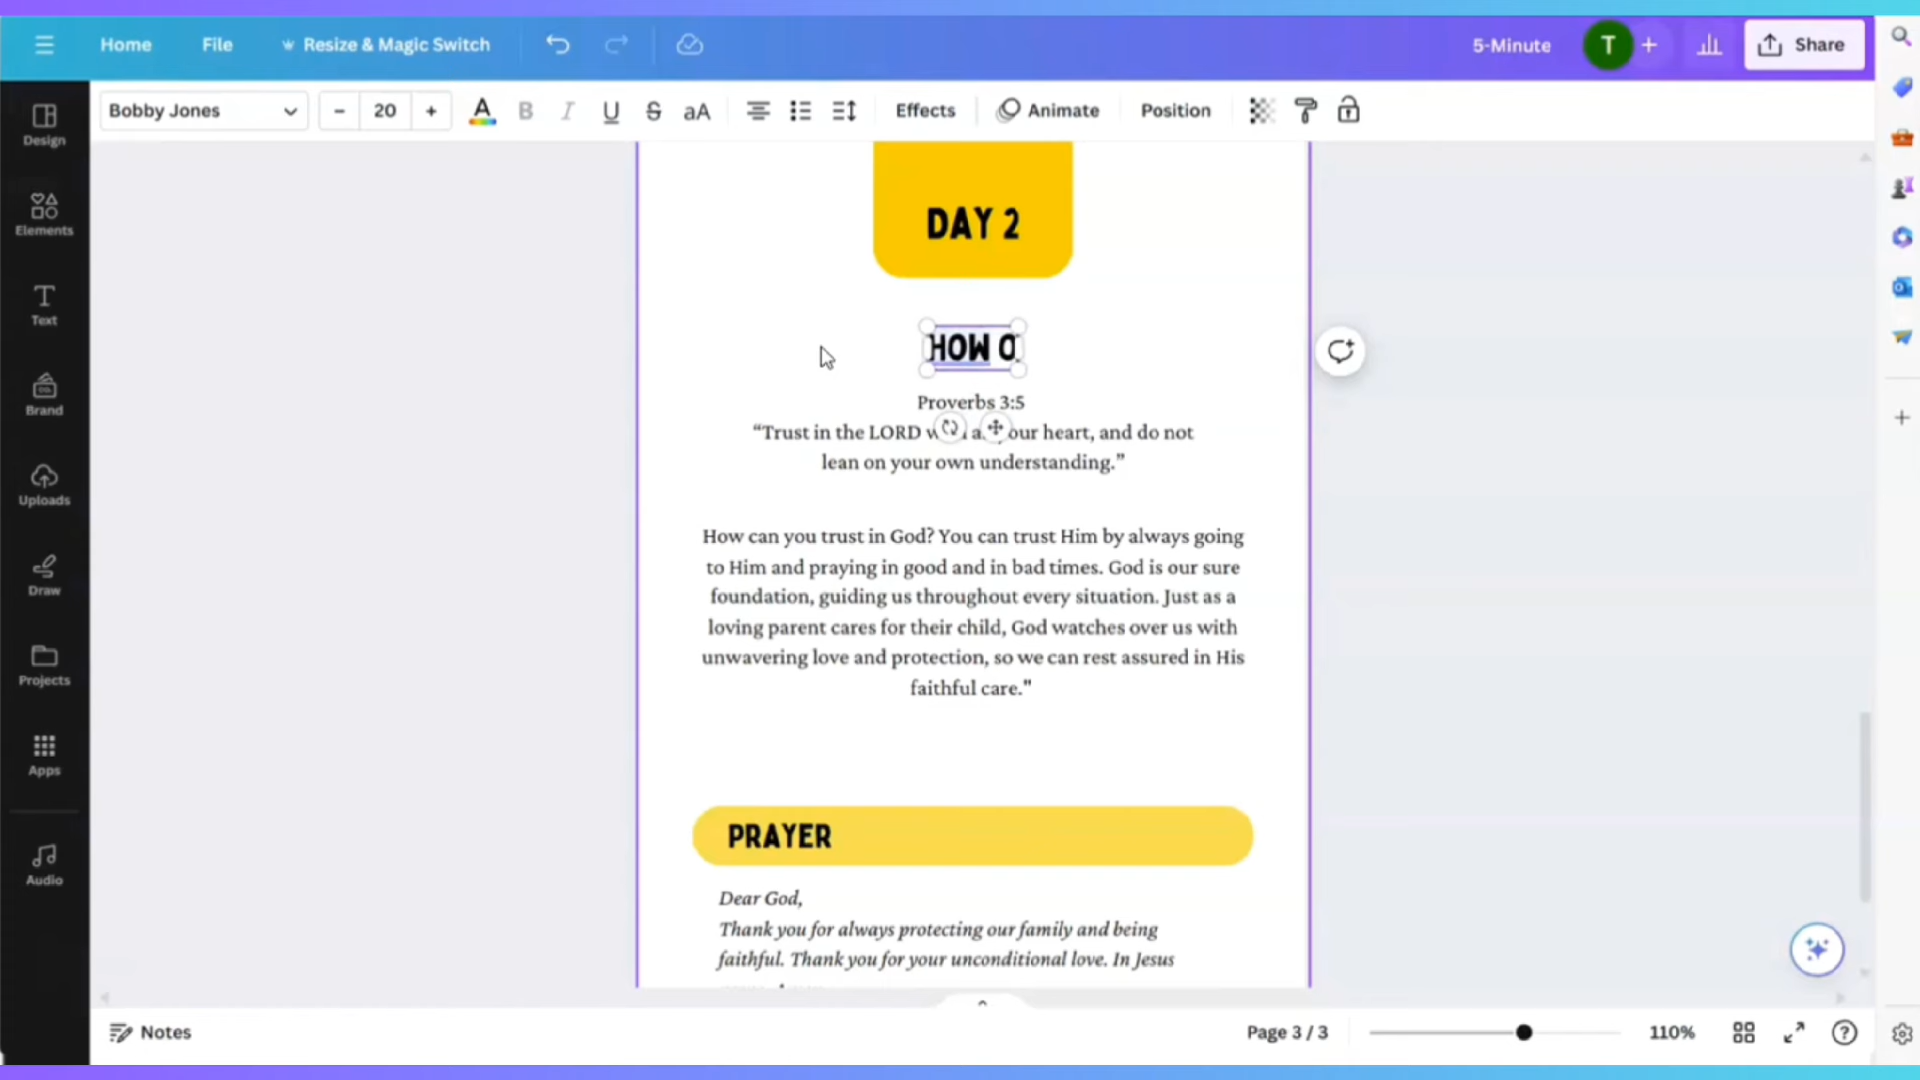 Home File Resize & Magic Switch 5-Minute T + Share
Bobby Jones - 20 + A B I U S aA Effects Animate Position
Design
Elements
Text
Brand
Uploads
Draw
Projects
Apps
Audio
DAY 2
HOW O
Proverbs 3:5
“Trust in the LORD your heart, and do not
lean on your own understanding.”
How can you trust in God? You can trust Him by always going
to Him and praying in good and in bad times. God is our sure
foundation, guiding us throughout every situation. Just as a
loving parent cares for their child, God watches over us with
unwavering love and protection, so we can rest assured in His
faithful care."
PRAYER
Dear God,
Thank you for always protecting our family and being
faithful. Thank you for your unconditional love. In Jesus
Notes Page 3 / 3 110%